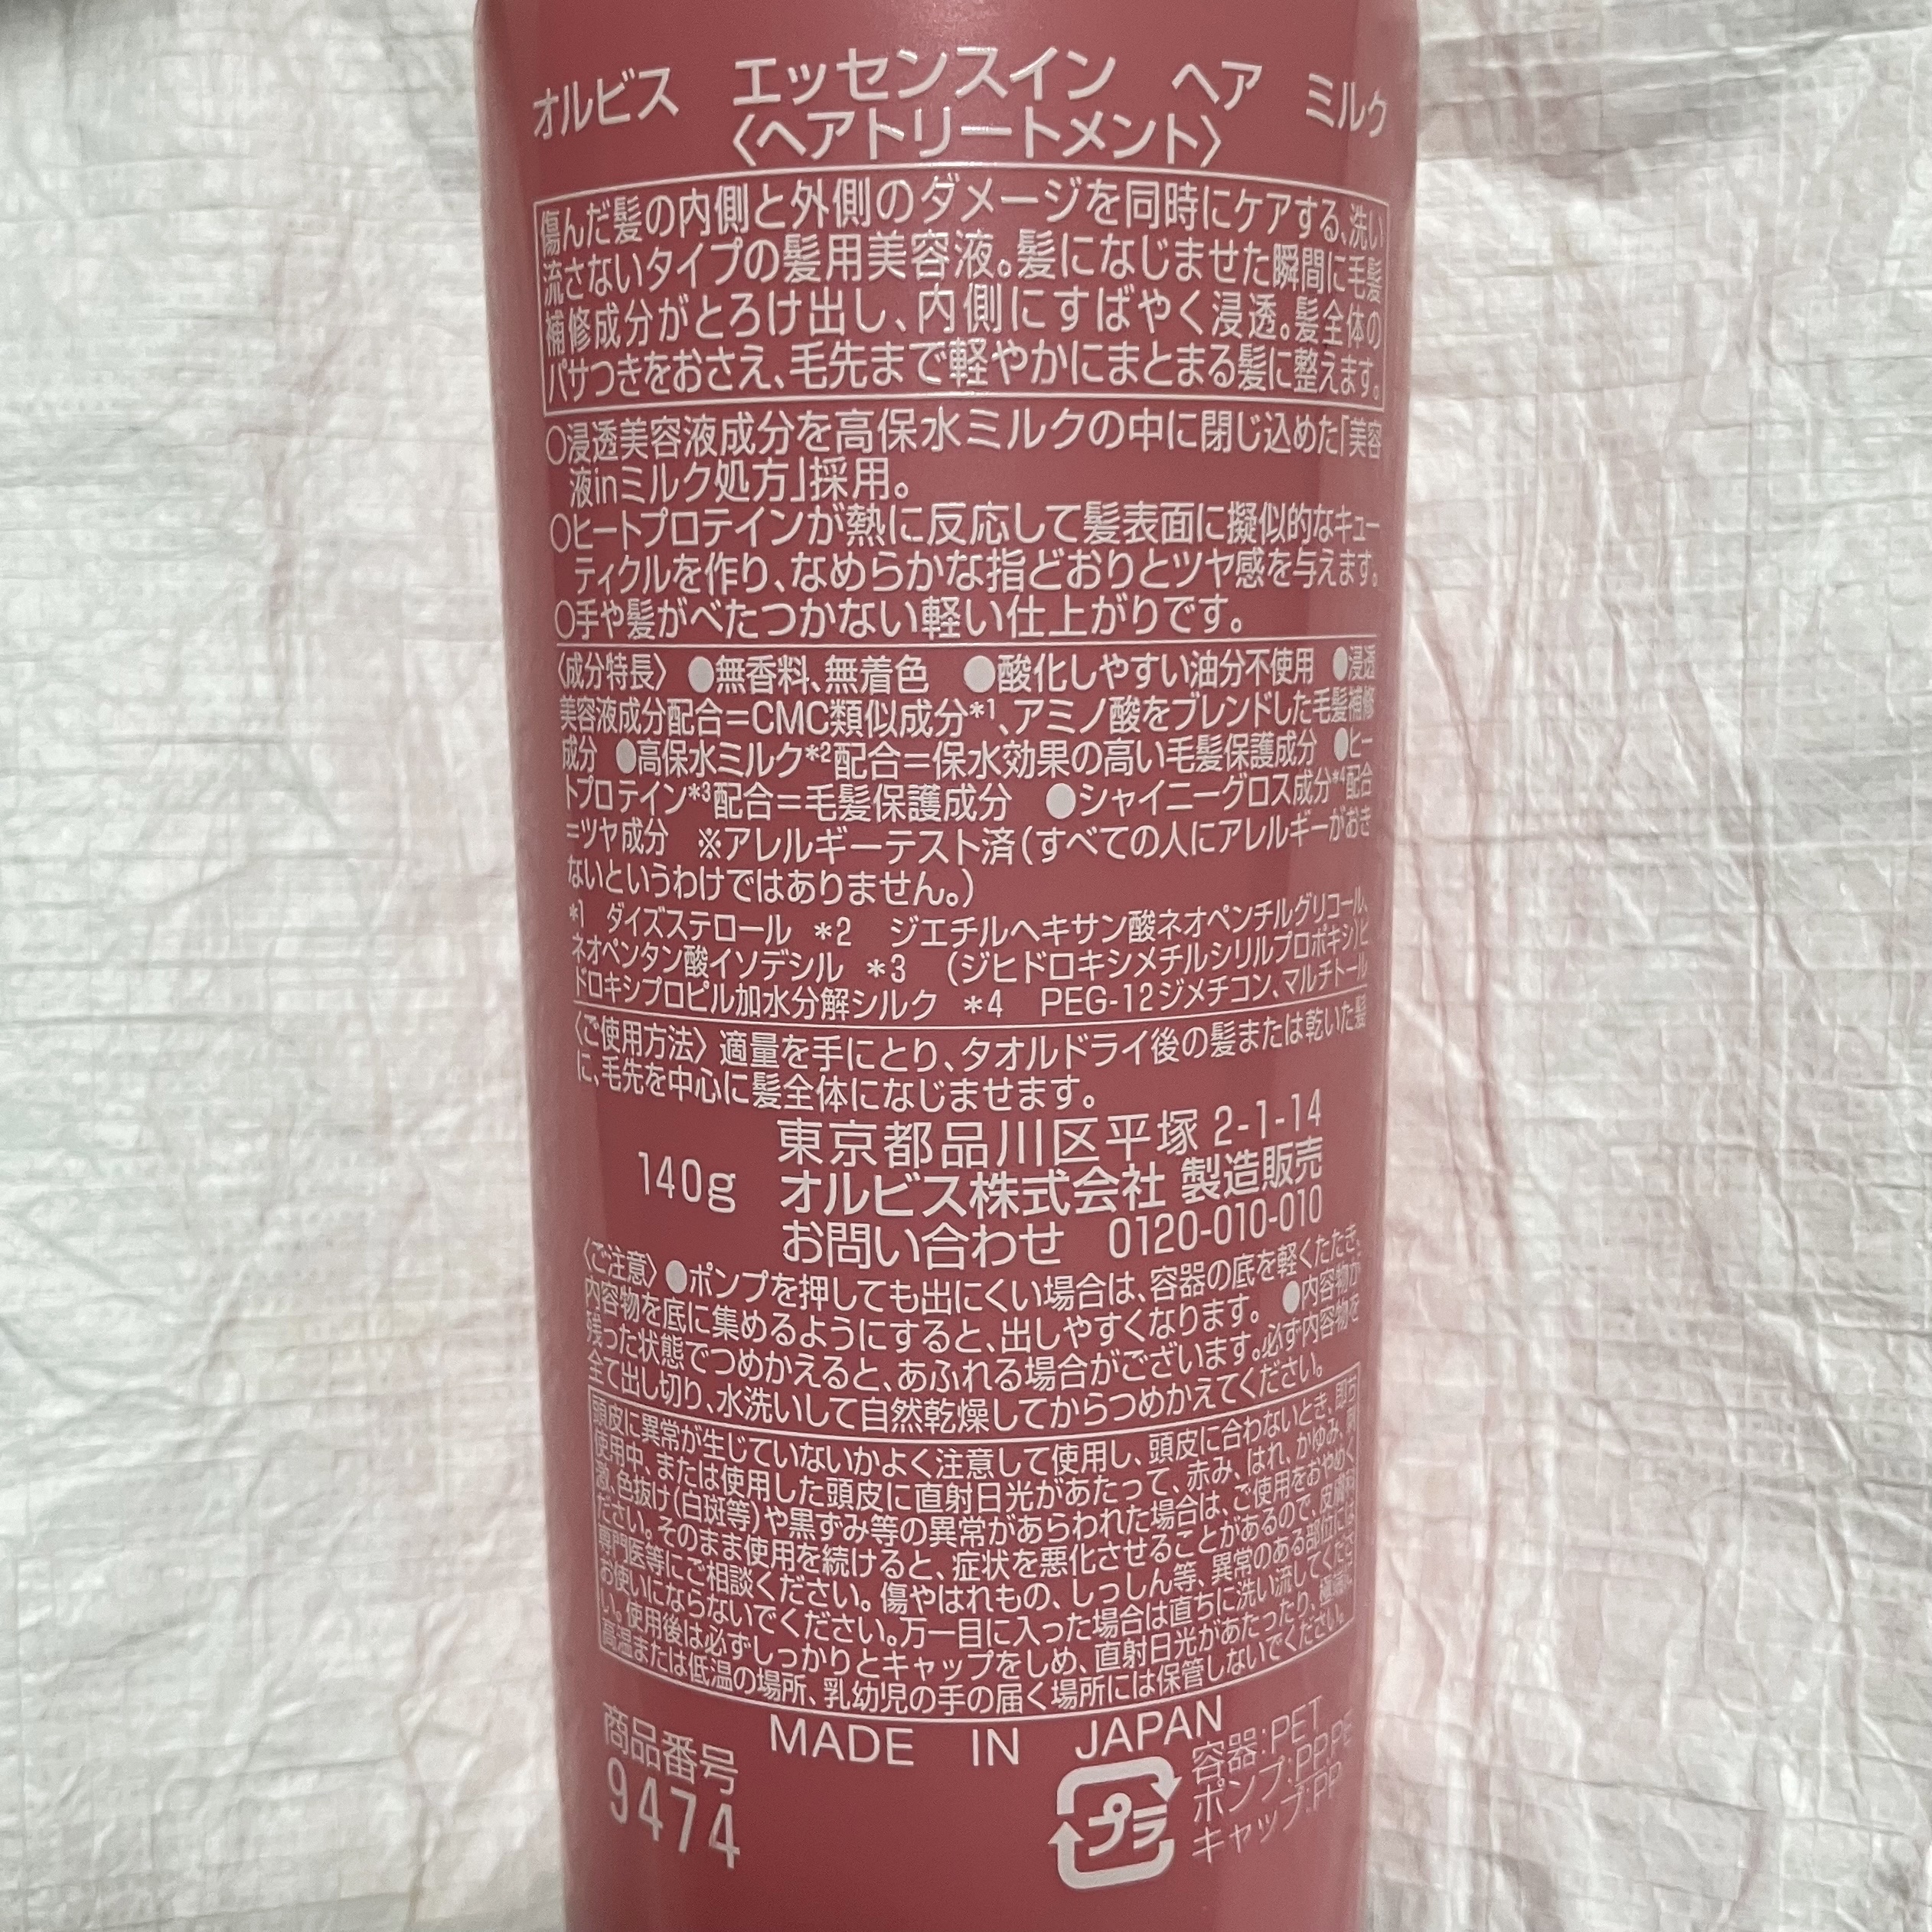 オルビス　エッセンスイン　ヘア　ミルク
〈ヘアトリートメント〉
傷んだ髪の内側と外側のダメージを同時にケアする、洗い
流さないタイプの髪用美容液。髪になじませた瞬間に毛髪
補修成分がとろけ出し、内側にすばやく浸透。髪全体の
パサつきをおさえ、毛先まで軽やかにまとまる髪に整えます。
○浸透美容液成分を高保水ミルクの中に閉じ込めた「美容
液inミルク処方」採用。
○ヒートプロテインが熱に反応して髪表面に擬似的なキュー
ティクルを作り、なめらかな指どおりとツヤ感を与えます。
○手や髪がべたつかない軽い仕上がりです。
〈成分特長〉 ●無香料、無着色　●酸化しやすい油分不使用　●浸透
美容液成分配合=CMC類似成分*1、アミノ酸をブレンドした毛髪補修
成分　●高保水ミルク*2配合=保水効果の高い毛髪保護成分　●ヒー
トプロテイン*3配合=毛髪保護成分　●シャイニーグロス成分*4配合
=ツヤ成分　※アレルギーテスト済(すべての人にアレルギーがおき
ないというわけではありません。)
*1　ダイズステロール　*2　ジエチルヘキサン酸ネオペンチルグリコール、
ネオペンタン酸イソデシル　*3　(ジヒドロキシメチルシリルプロポキシ)ヒ
ドロキシプロピル加水分解シルク　*4　PEG-12ジメチコン、マルチトール
〈ご使用方法〉 適量を手にとり、タオルドライ後の髪または乾いた髪
に、毛先を中心に髪全体になじませます。
東京都品川区平塚 2-1-14
140g　オルビス株式会社 製造販売
お問い合わせ　0120-010-010
〈ご注意〉●ポンプを押しても出にくい場合は、容器の底を軽くたたき、
内容物を底に集めるようにすると、出しやすくなります。　●内容物が
残った状態でつめかえると、あふれる場合がございます。必ず内容物を
全て出し切り、水洗いして自然乾燥してからつめかえてください。
頭皮に異常が生じていないかよく注意して使用し、頭皮に合わないとき、即ち
使用中、または使用した頭皮に直射日光があたって、赤み、はれ、かゆみ、刺
激、色抜け(白斑等)や黒ずみ等の異常があらわれた場合は、ご使用をおやめく
ださい。そのまま使用を続けると、症状を悪化させることがあるので、皮膚科
専門医等にご相談ください。傷やはれもの、しっしん等、異常のある部位には
お使いにならないでください。万一目に入った場合は直ちに洗い流してくださ
い。使用後は必ずしっかりとキャップをしめ、直射日光があたったり、極端に
高温または低温の場所、乳幼児の手の届く場所には保管しないでください。
MADE IN JAPAN
商品番号
9474
プラ
容器:PET
ポンプ:PP,PE
キャップ:PP